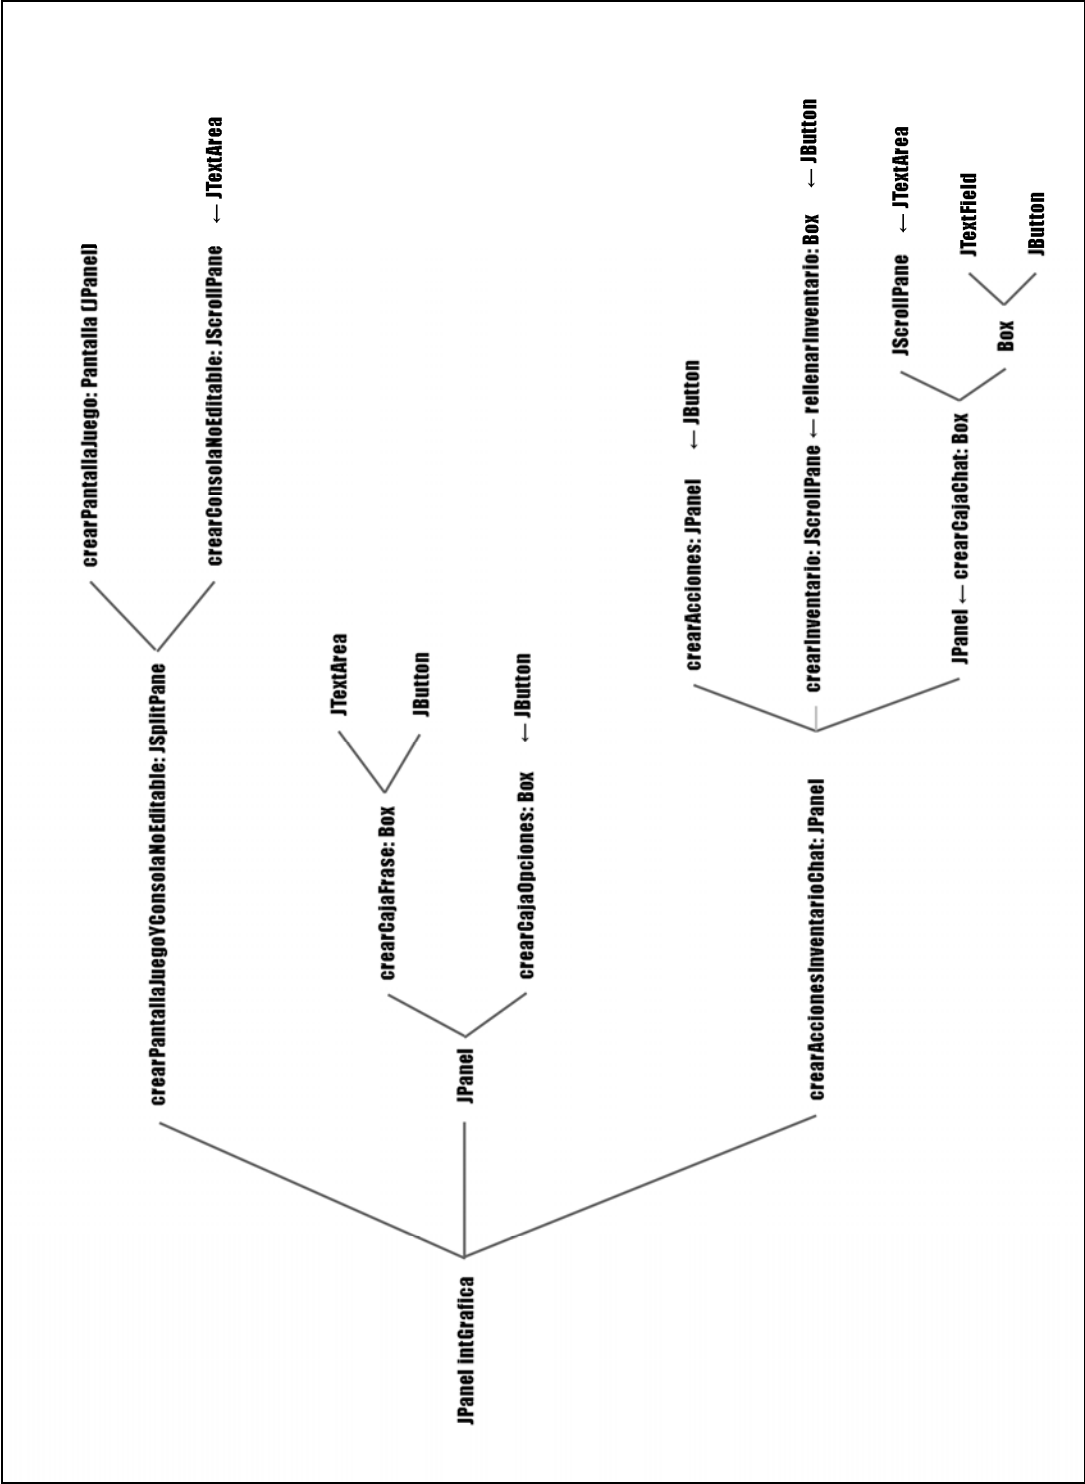 JPanel intGrafica
crearPantallaJuegoYConsolaNoEditable: JSplitPane
crearPantallaJuego: Pantalla (JPanel)
crearConsolaNoEditable: JScrollPane ← JTextArea
JPanel
crearCajaFrase: Box
JTextArea
JButton
crearCajaOpciones: Box ← JButton
crearAccionesInventarioChat: JPanel
crearAcciones: JPanel ← JButton
crearInventario: JScrollPane ← rellenarInventario: Box ← JButton
JPanel ← crearCajaChat: Box
JScrollPane ← JTextArea
Box
JTextField
JButton